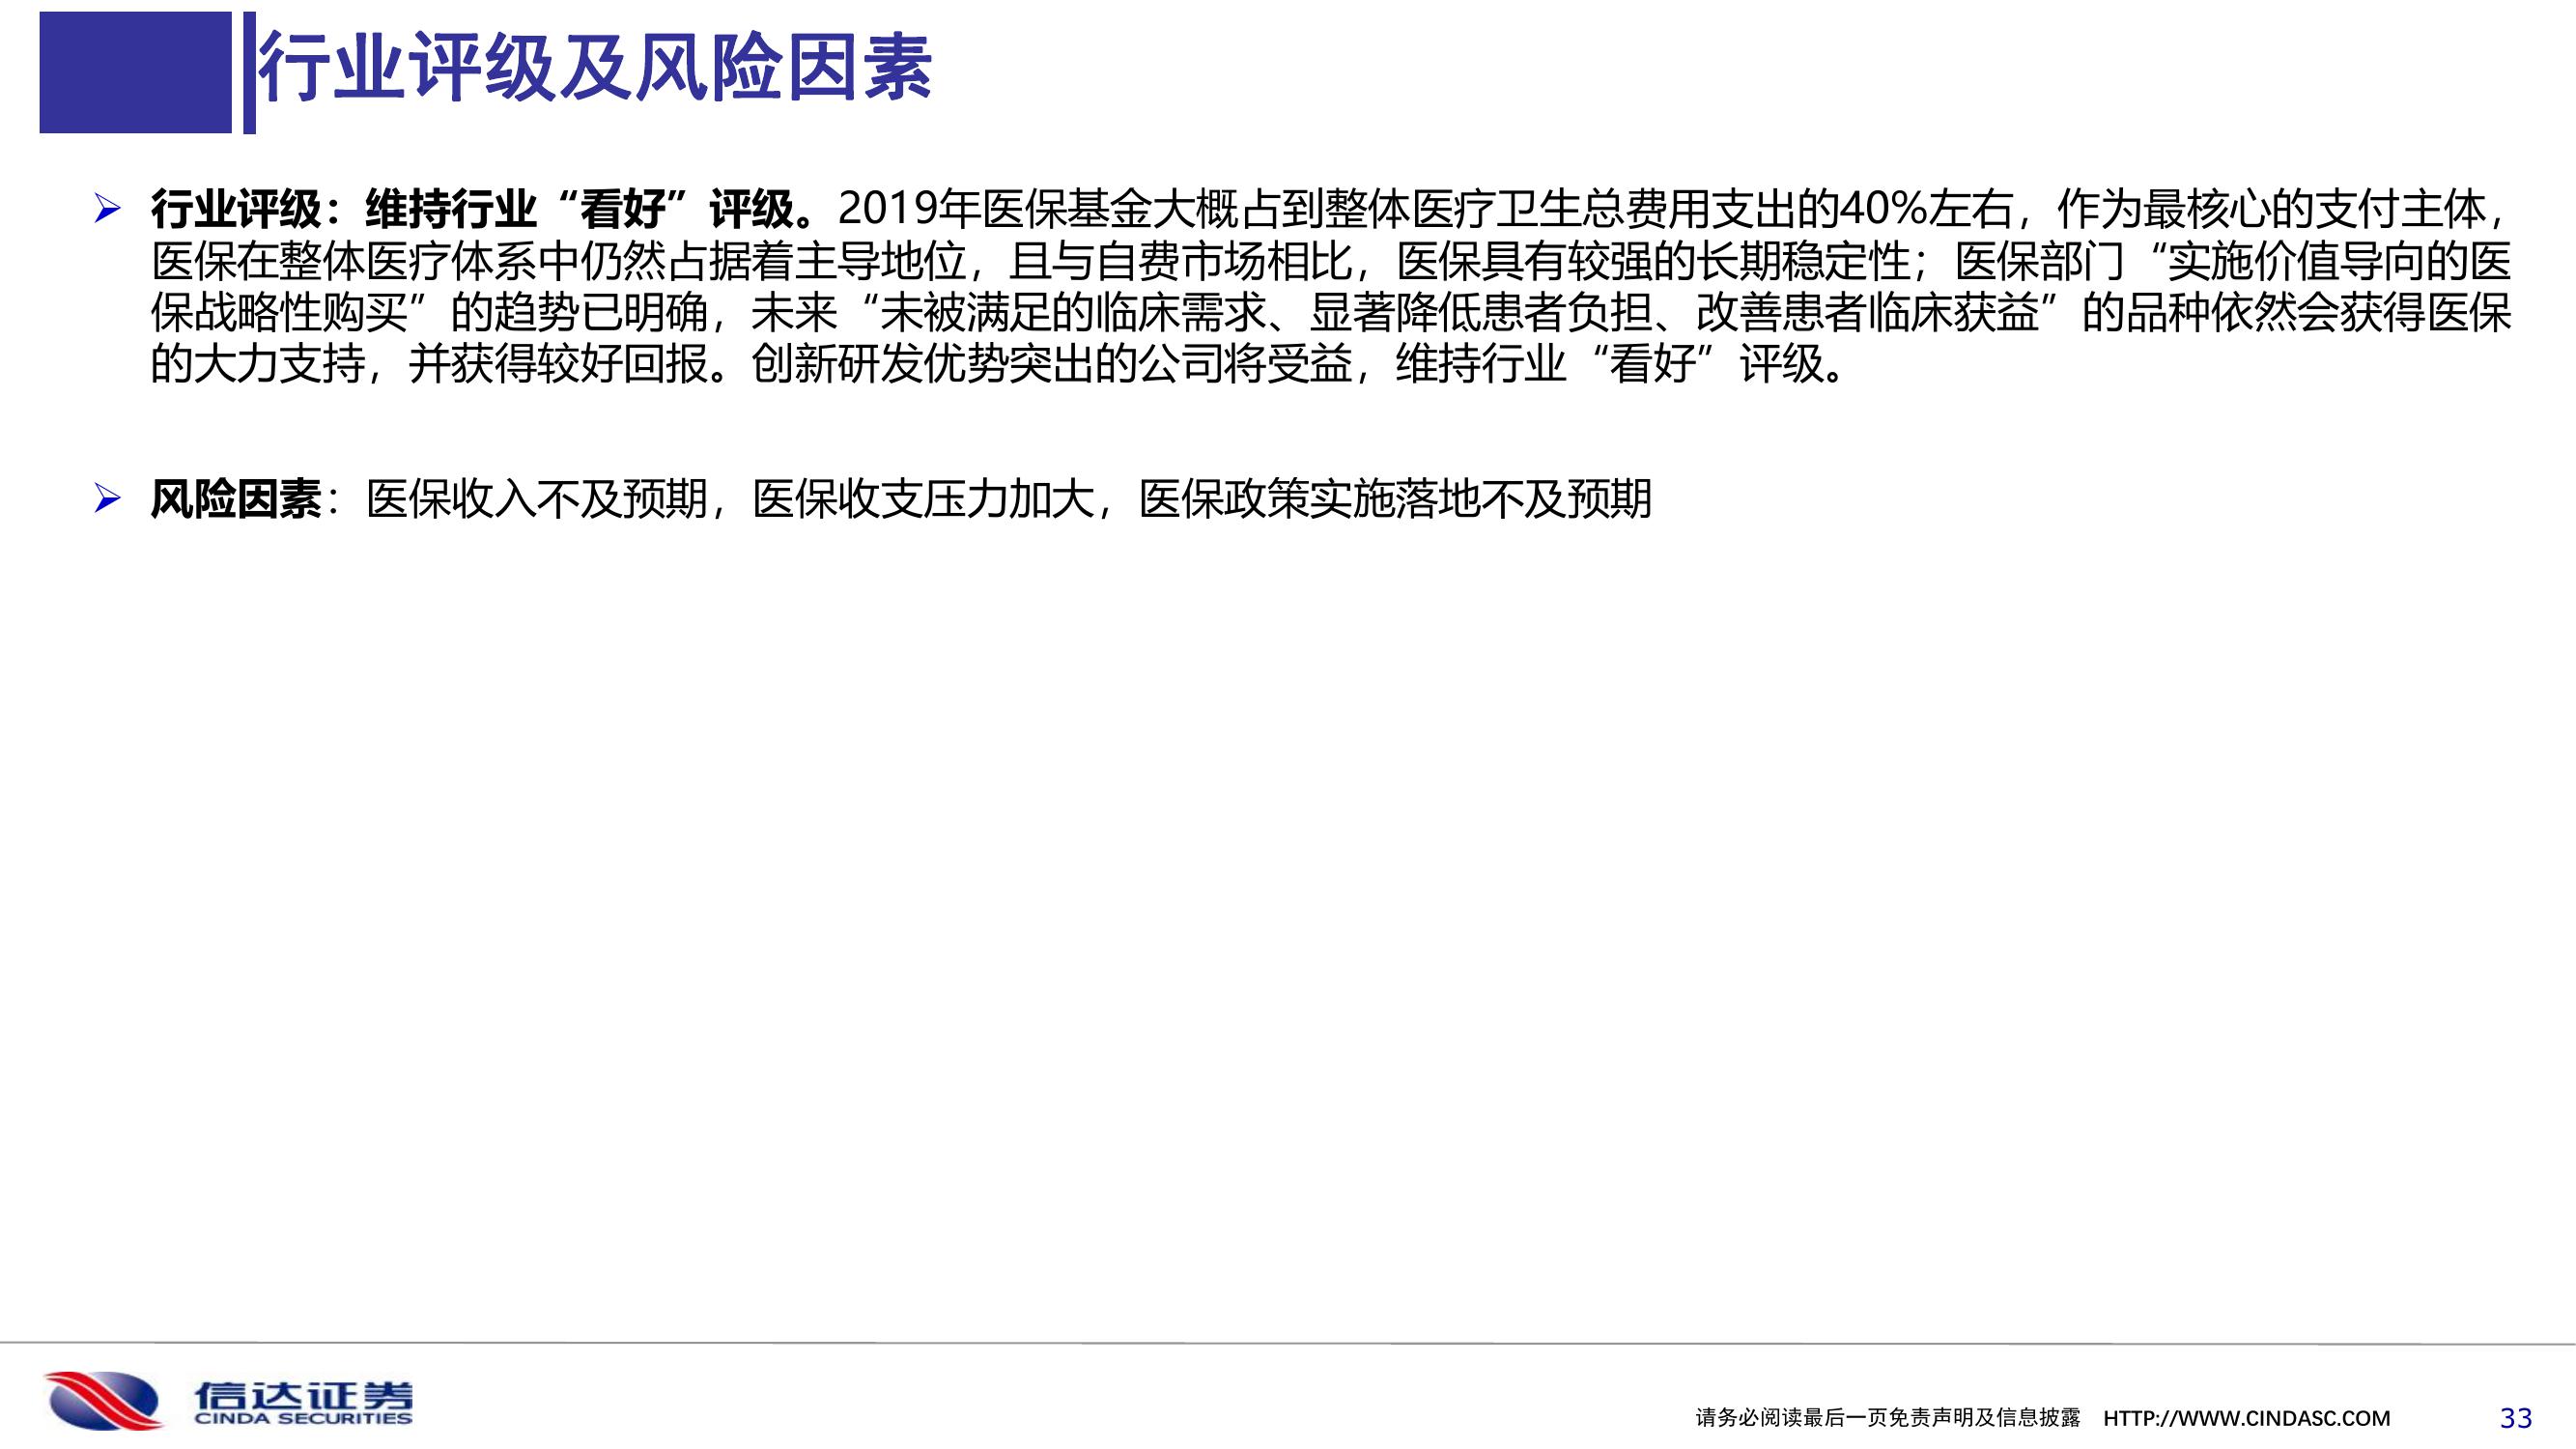 行业评级及风险因素
行业评级：维持行业“看好”评级。2019年医保基金大概占到整体医疗卫生总费用支出的40%左右，作为最核心的支付主体，
医保在整体医疗体系中仍然占据着主导地位，且与自费市场相比，医保具有较强的长期稳定性；医保部门“实施价值导向的医
保战略性购买”的趋势已明确，未来“未被满足的临床需求、显著降低患者负担、改善患者临床获益”的品种依然会获得医保
的大力支持，并获得较好回报。创新研发优势突出的公司将受益，维持行业“看好”评级。
风险因素：医保收入不及预期，医保收支压力加大，医保政策实施落地不及预期
信达证券
CINDA SECURITIES
请务必阅读最后一页免责声明及信息披露 HTTP://WWW.CINDASC.COM 33